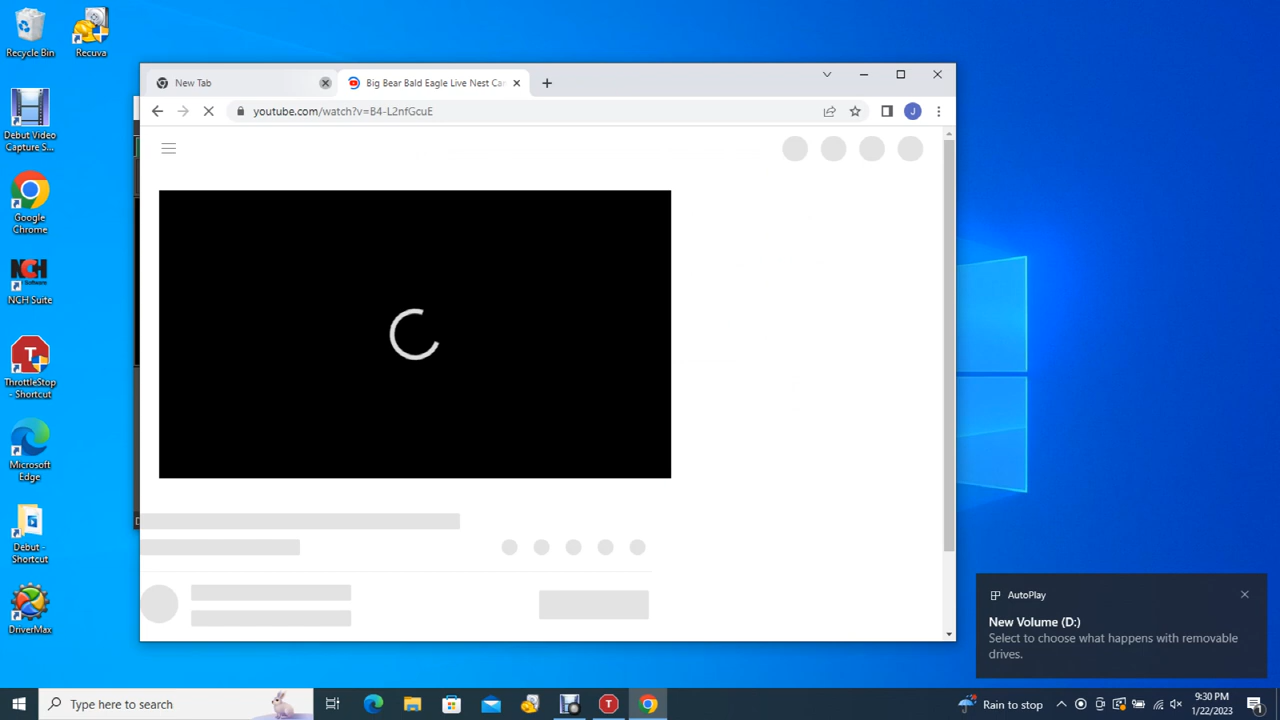 Recycle Bin
Recuva
Debut Video
Capture S...
Google
Chrome
NCH Suite
ThrottleStop
- Shortcut
Microsoft
Edge
Debut -
Shortcut
DriverMax
New Tab
Big Bear Bald Eagle Live Nest Ca
youtube.com/watch?v=B4-L2nfGcuE
J
AutoPlay
New Volume (D:)
Select to choose what happens with removable
drives.
Type here to search
Rain to stop
9:30 PM
1/22/2023
1